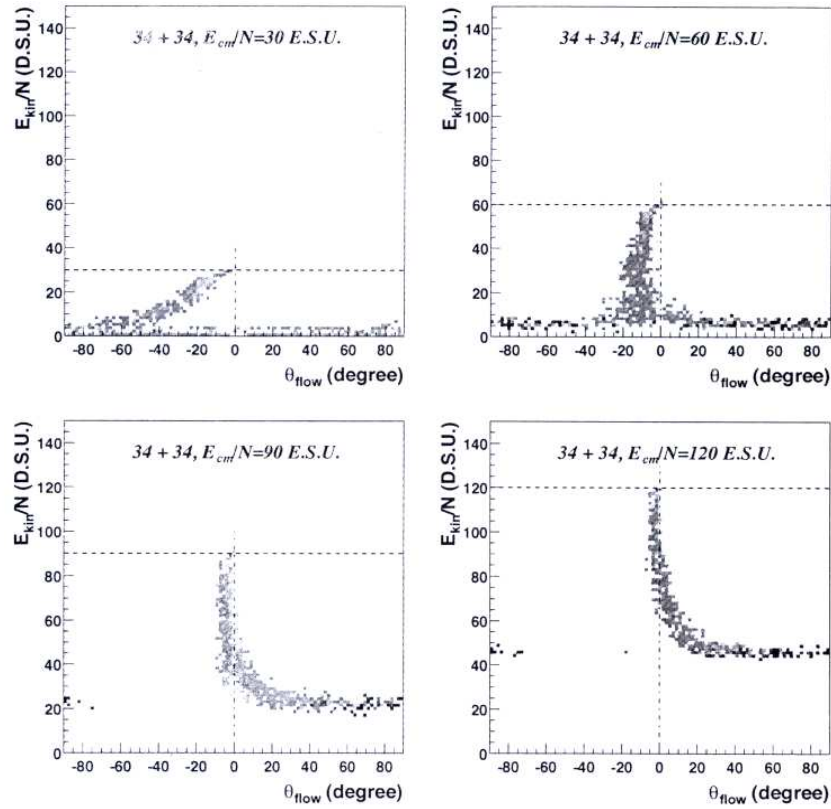 34 + 34, E_cm/N=30 E.S.U.
E_kin/N (D.S.U.)
140
120
100
80
60
40
20
0
-80 -60 -40 -20 0 20 40 60 80
θ_flow (degree)
34 + 34, E_cm/N=60 E.S.U.
E_kin/N (D.S.U.)
140
120
100
80
60
40
20
0
-80 -60 -40 -20 0 20 40 60 80
θ_flow (degree)
34 + 34, E_cm/N=90 E.S.U.
E_kin/N (D.S.U.)
140
120
100
80
60
40
20
0
-80 -60 -40 -20 0 20 40 60 80
θ_flow (degree)
34 + 34, E_cm/N=120 E.S.U.
E_kin/N (D.S.U.)
140
120
100
80
60
40
20
0
-80 -60 -40 -20 0 20 40 60 80
θ_flow (degree)